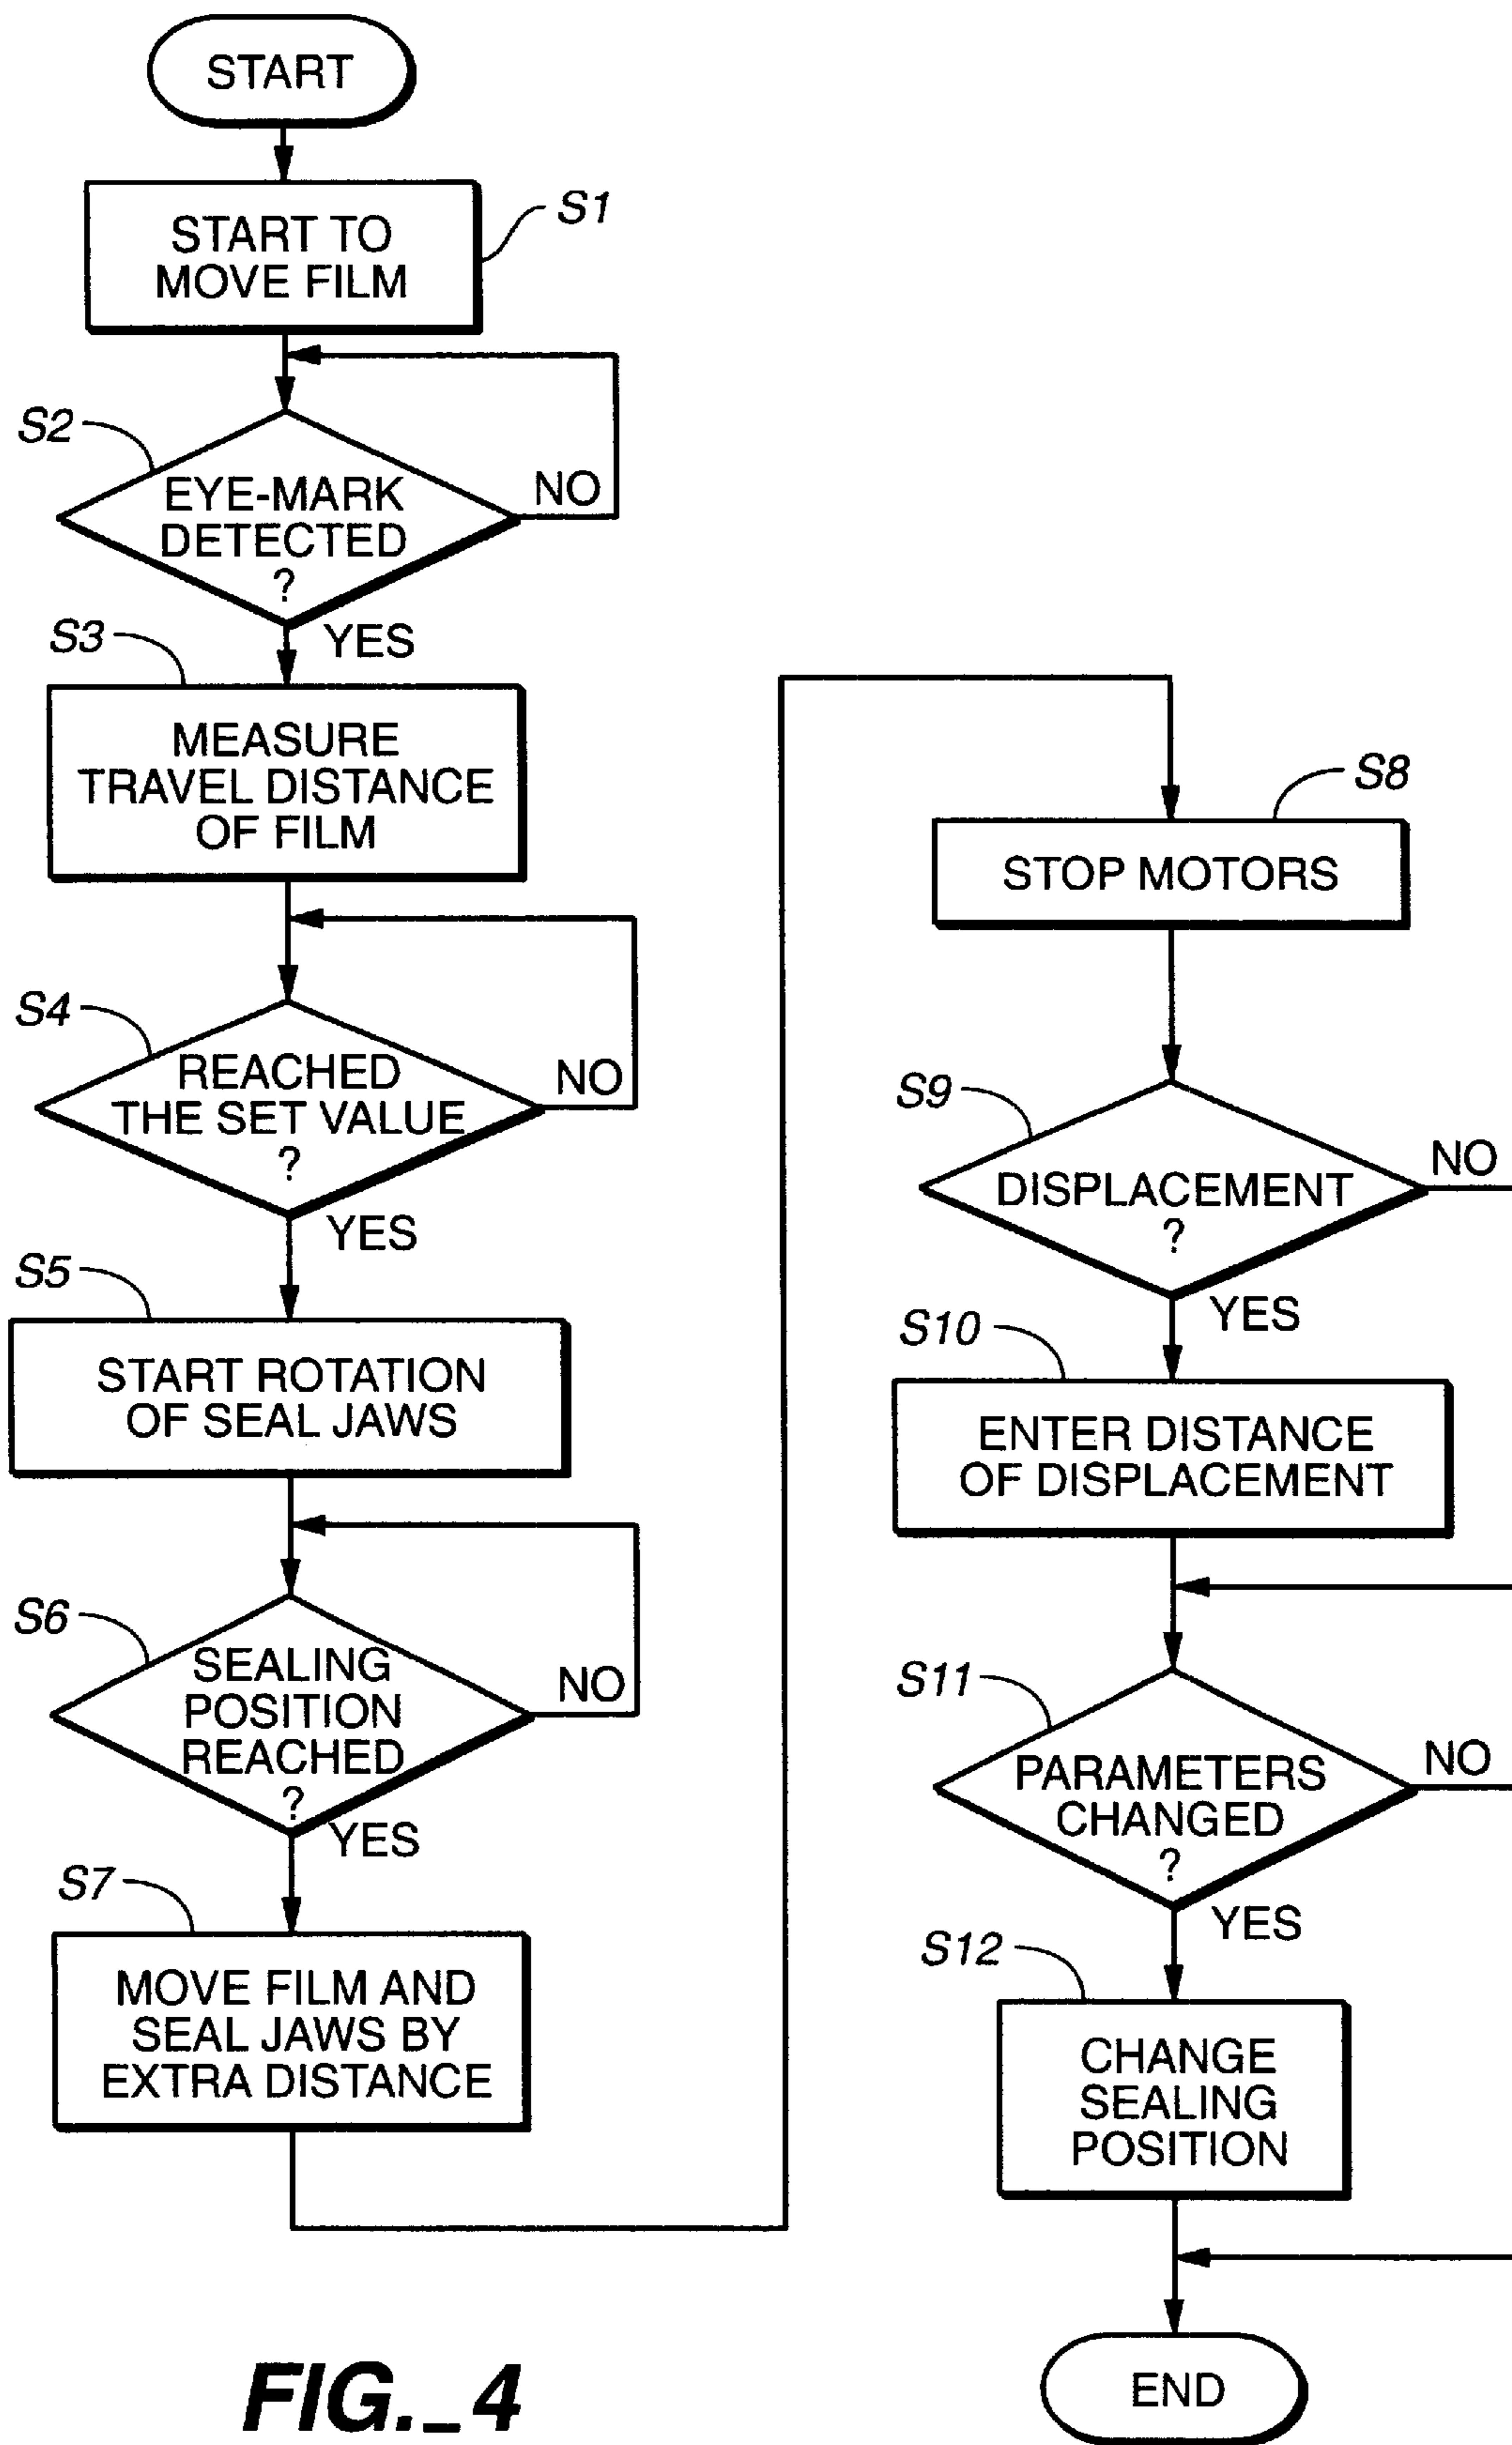 START
S1
START TO
MOVE FILM
S2
EYE-MARK
DETECTED
?
NO
YES
S3
MEASURE
TRAVEL DISTANCE
OF FILM
S4
REACHED
THE SET VALUE
?
NO
YES
S5
START ROTATION
OF SEAL JAWS
S6
SEALING
POSITION
REACHED
?
NO
YES
S7
MOVE FILM AND
SEAL JAWS BY
EXTRA DISTANCE
S8
STOP MOTORS
S9
DISPLACEMENT
?
NO
YES
S10
ENTER DISTANCE
OF DISPLACEMENT
S11
PARAMETERS
CHANGED
?
NO
YES
S12
CHANGE
SEALING
POSITION
END
FIG._4